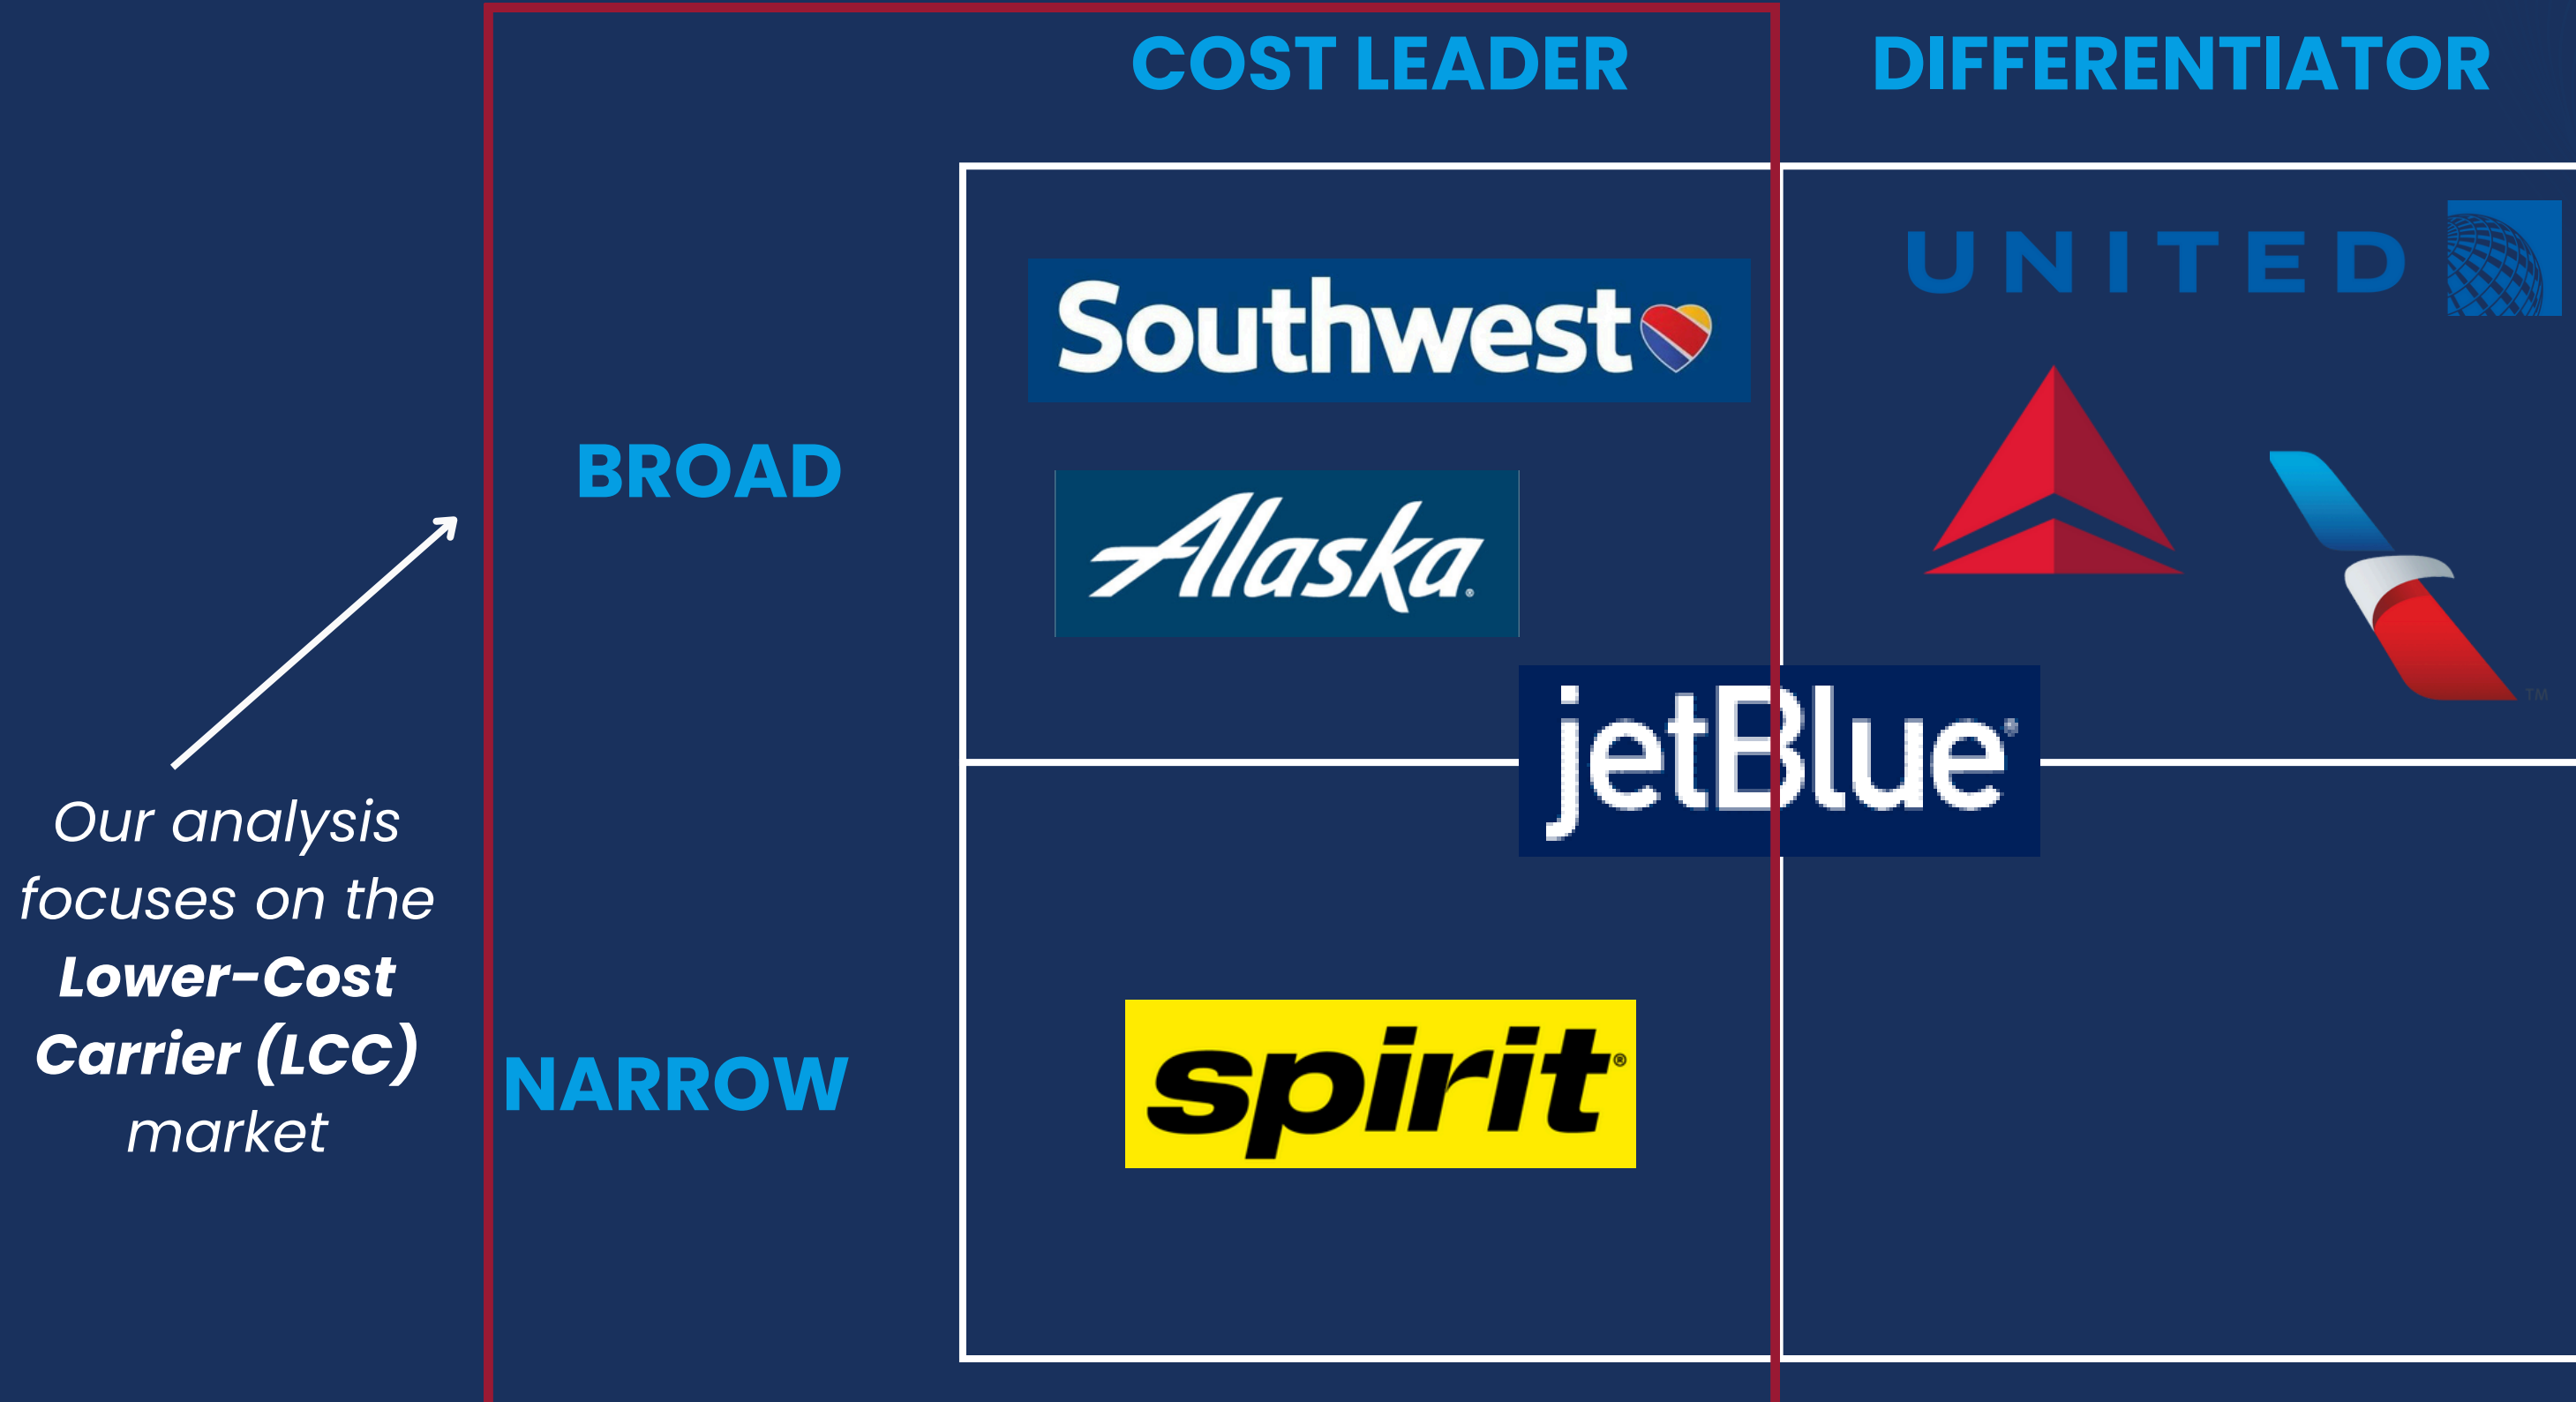 COST LEADER
DIFFERENTIATOR
BROAD
Southwest
UNITED
Alaska®
TM
jetBlue®
Our analysis
focuses on the
Lower-Cost
Carrier (LCC)
market
NARROW
spirit®